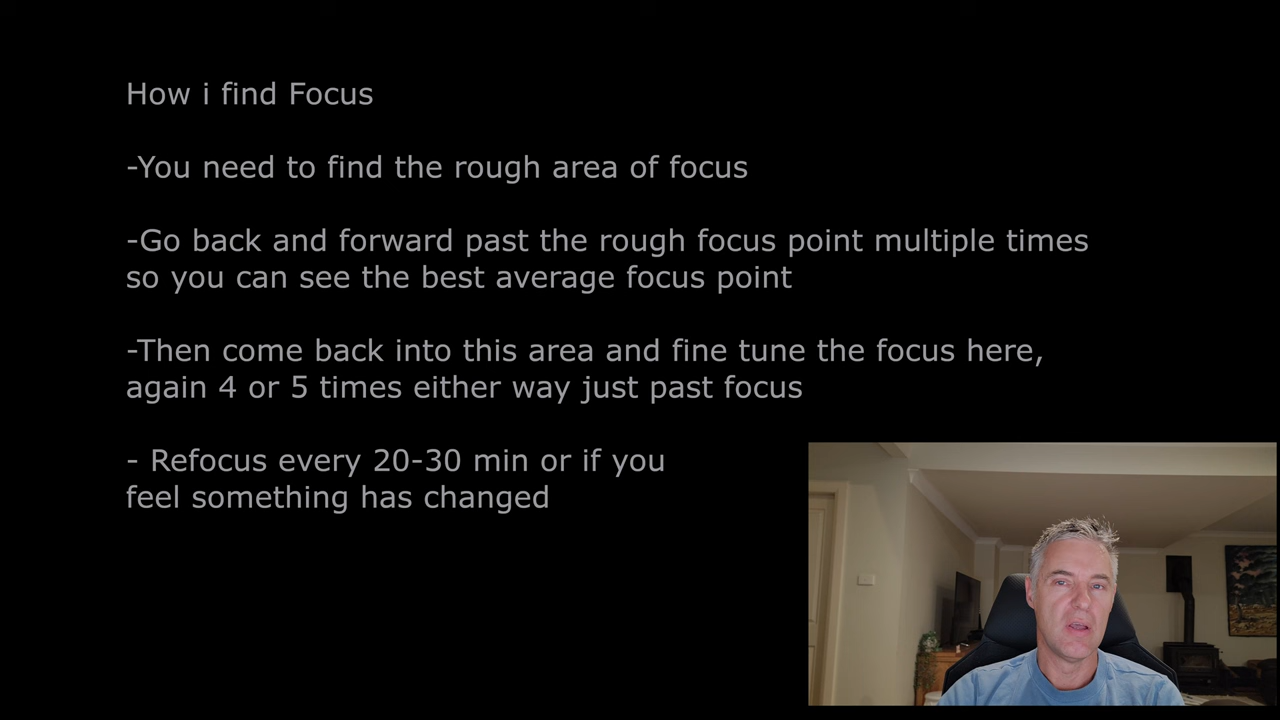 How i find Focus
-You need to find the rough area of focus
-Go back and forward past the rough focus point multiple times
so you can see the best average focus point
-Then come back into this area and fine tune the focus here,
again 4 or 5 times either way just past focus
- Refocus every 20-30 min or if you
feel something has changed